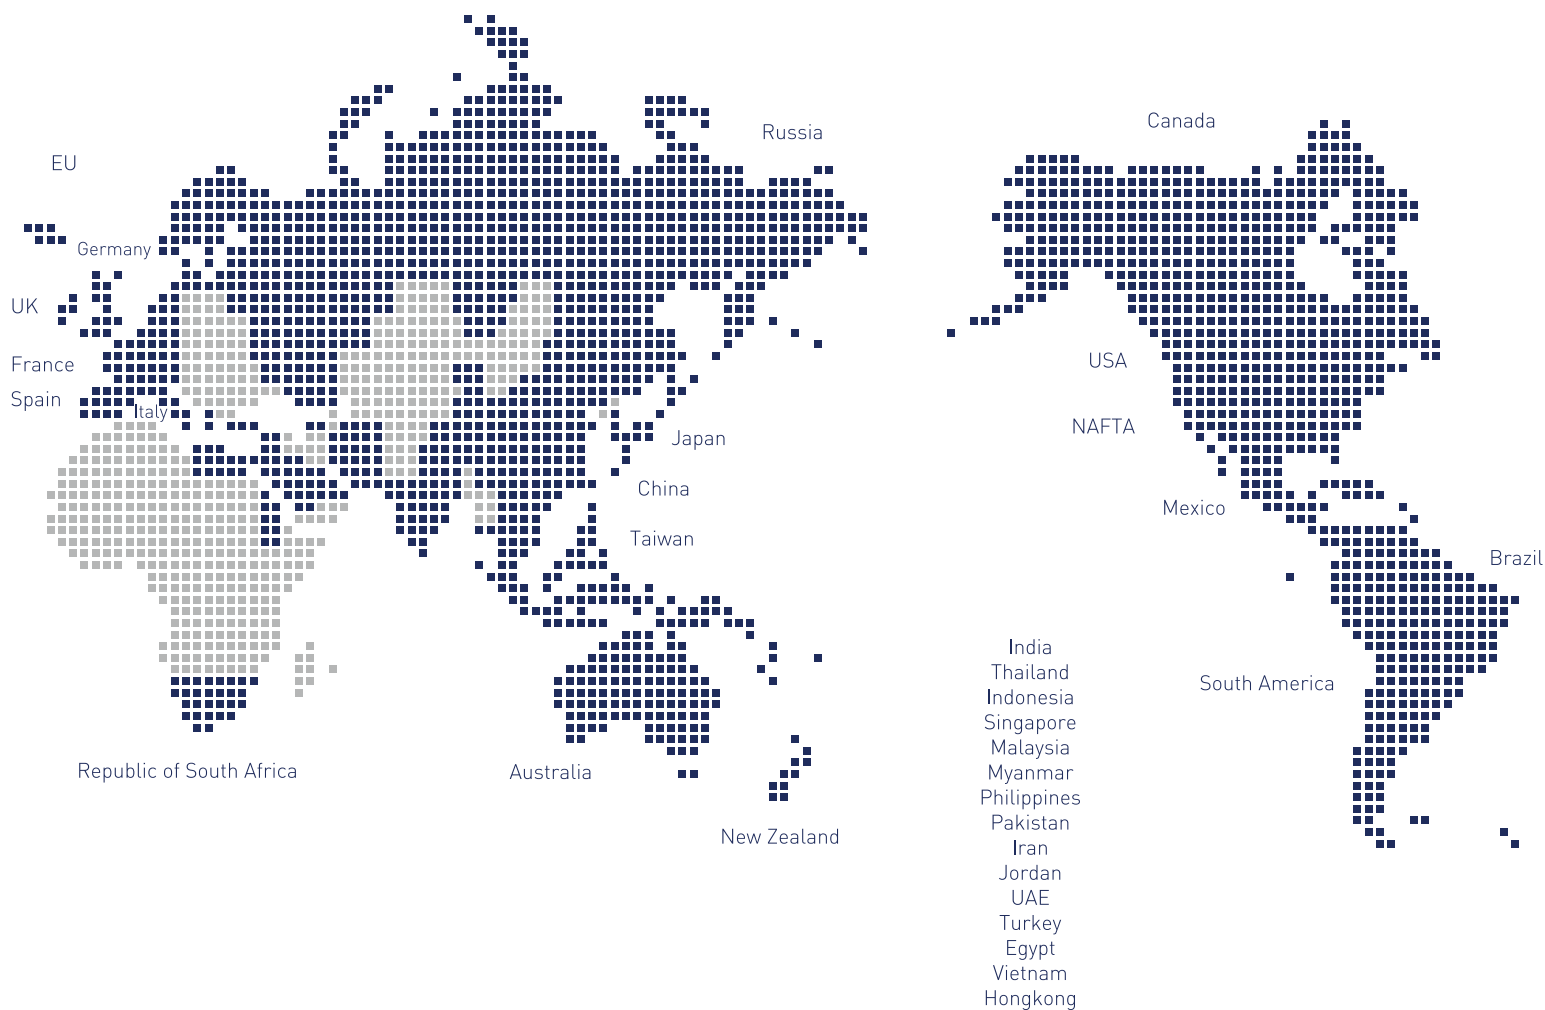 Canada
Russia
EU
Germany
UK
France
Spain
Italy
USA
NAFTA
Japan
China
Mexico
Taiwan
Brazil
South America
Republic of South Africa
Australia
New Zealand
India
Thailand
Indonesia
Singapore
Malaysia
Myanmar
Philippines
Pakistan
Iran
Jordan
UAE
Turkey
Egypt
Vietnam
Hongkong